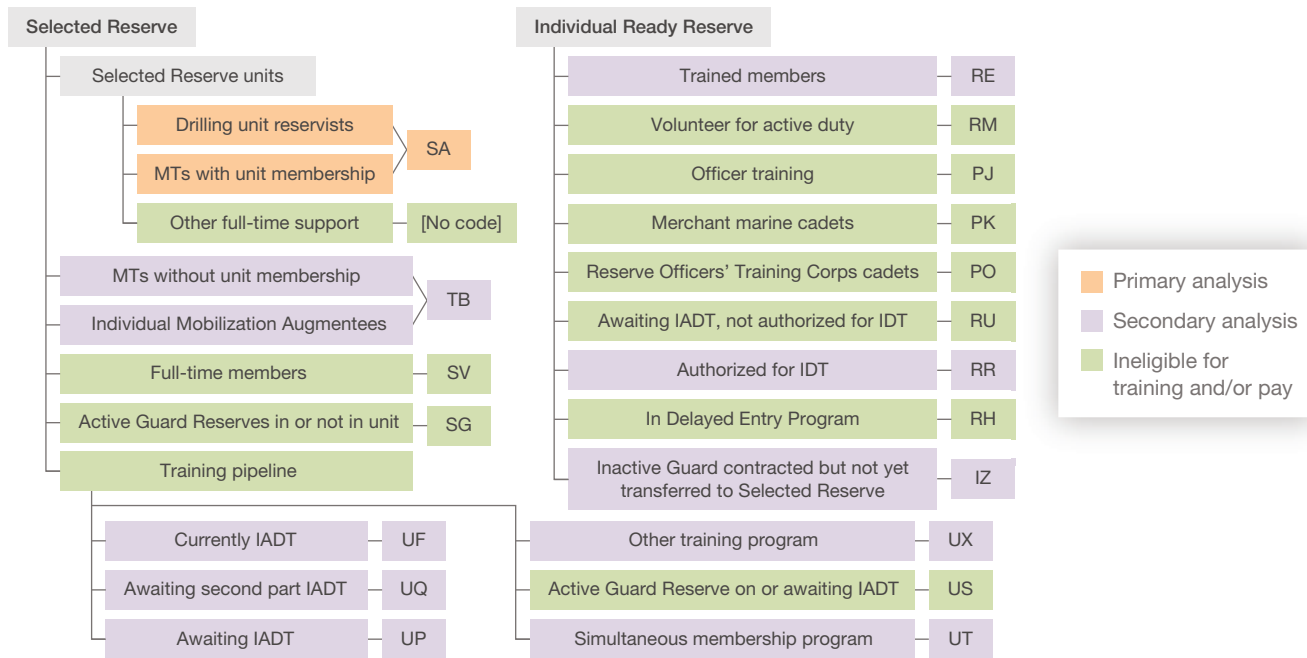 Selected Reserve
Selected Reserve units
Drilling unit reservists
MTs with unit membership
SA
Other full-time support
[No code]
MTs without unit membership
Individual Mobilization Augmentees
TB
Full-time members
SV
Active Guard Reserves in or not in unit
SG
Training pipeline
Currently IADT
UF
Awaiting second part IADT
UQ
Awaiting IADT
UP
Other training program
UX
Active Guard Reserve on or awaiting IADT
US
Simultaneous membership program
UT
Individual Ready Reserve
Trained members
RE
Volunteer for active duty
RM
Officer training
PJ
Merchant marine cadets
PK
Reserve Officers’ Training Corps cadets
PO
Awaiting IADT, not authorized for IDT
RU
Authorized for IDT
RR
In Delayed Entry Program
RH
Inactive Guard contracted but not yet
transferred to Selected Reserve
IZ
Primary analysis
Secondary analysis
Ineligible for
training and/or pay